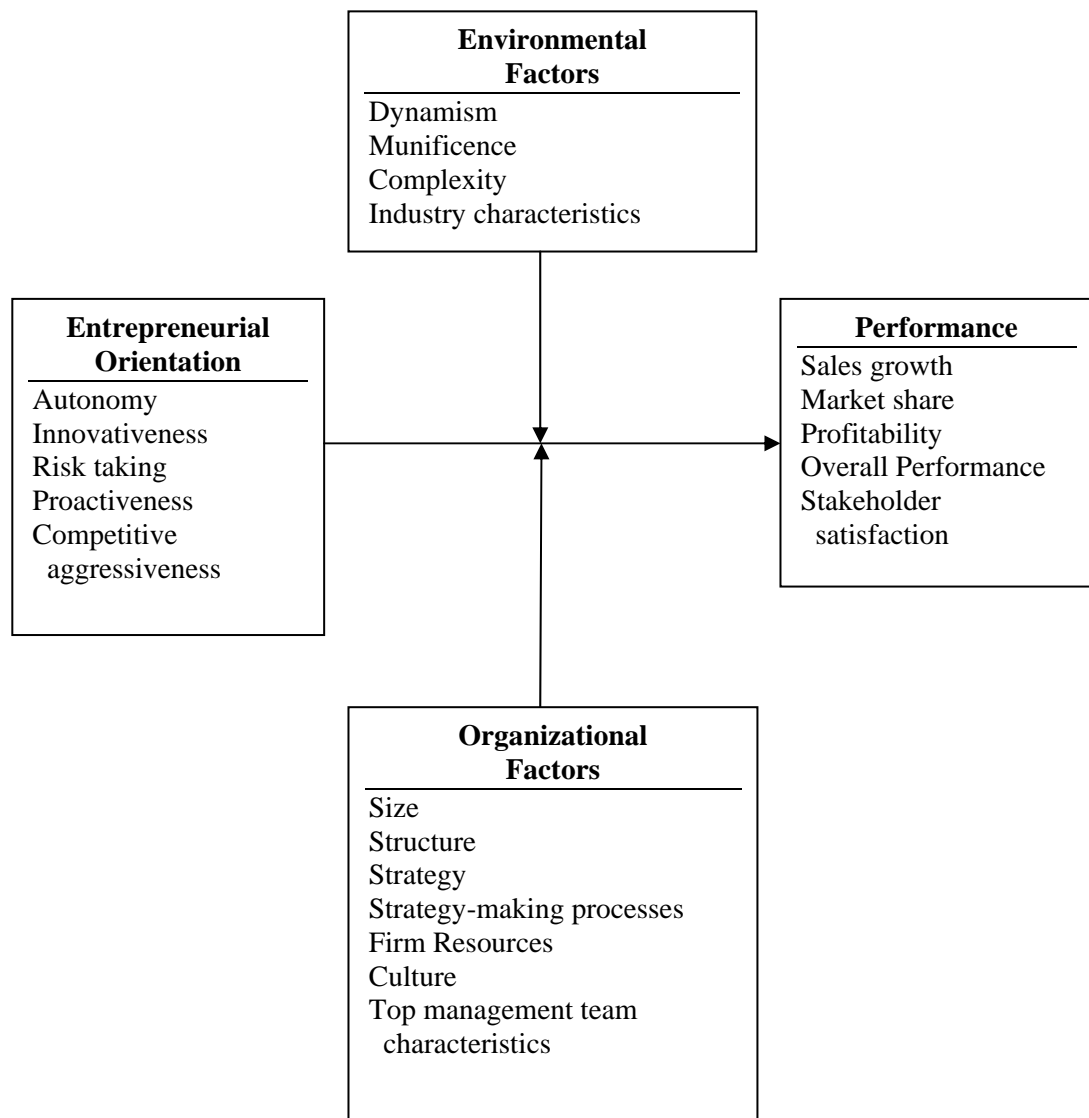 Environmental
Factors
Dynamism
Munificence
Complexity
Industry characteristics
Entrepreneurial
Orientation
Autonomy
Innovativeness
Risk taking
Proactiveness
Competitive
aggressiveness
Performance
Sales growth
Market share
Profitability
Overall Performance
Stakeholder
satisfaction
Organizational
Factors
Size
Structure
Strategy
Strategy-making processes
Firm Resources
Culture
Top management team
characteristics